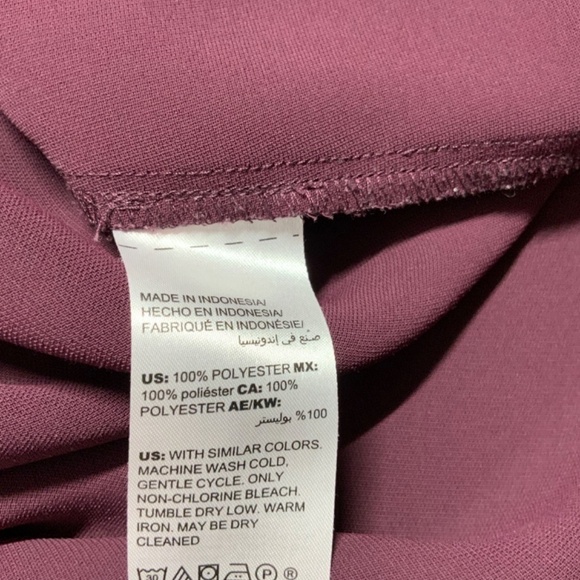 MADE IN INDONESIA/
HECHO EN INDONESIA/
FABRIQUÉ EN INDONÉSIE/
صنع في إندونيسيا
US: 100% POLYESTER MX:
100% poliéster CA: 100%
POLYESTER AE/KW:
100% بوليستر
US: WITH SIMILAR COLORS.
MACHINE WASH COLD,
GENTLE CYCLE. ONLY
NON-CHLORINE BLEACH.
TUMBLE DRY LOW. WARM
IRON. MAY BE DRY
CLEANED
30 P ®